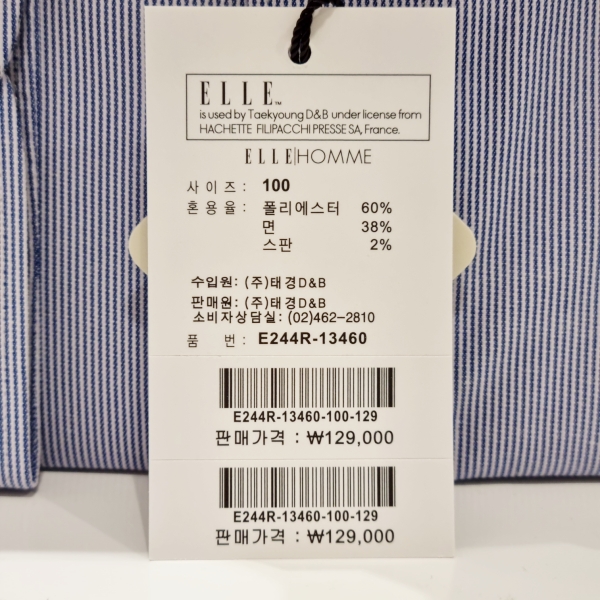 ELLE™
is used by Taekyoung D&B under license from
HACHETTE FILIPACCHI PRESSE SA, France.
ELLE|HOMME
사 이 즈 : 100
혼 용 율 : 폴리에스터 60%
면 38%
스판 2%
수입원: (주)태경D&B
판매원: (주)태경D&B
소비자상담실: (02)462-2810
품 번 : E244R-13460
E244R-13460-100-129
판매가격 : ₩129,000
E244R-13460-100-129
판매가격 : ₩129,000